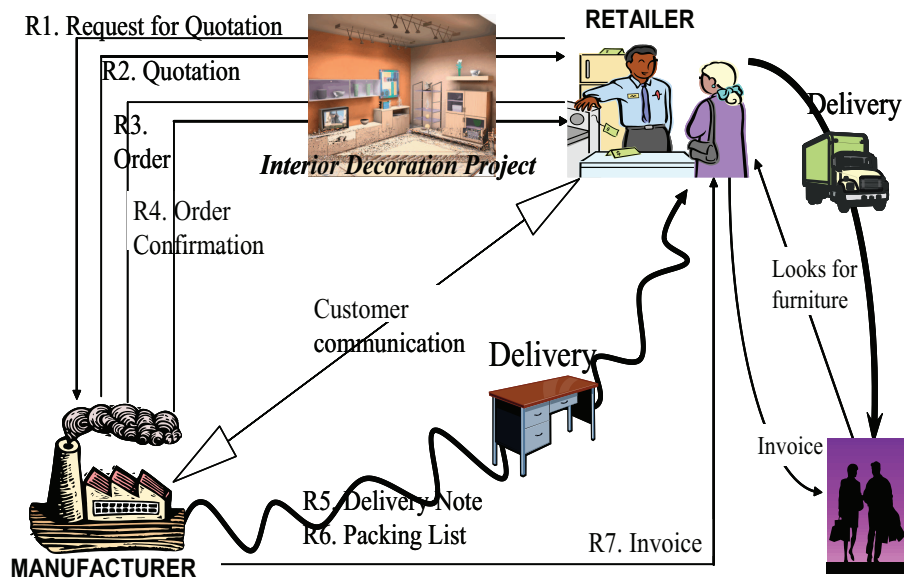 RETAILER
R1. Request for Quotation
R2. Quotation
R3.
Order
R4. Order
Confirmation
Interior Decoration Project
Delivery
Looks for
furniture
Customer
communication
Delivery
Invoice
R5. Delivery Note
R6. Packing List
R7. Invoice
MANUFACTURER